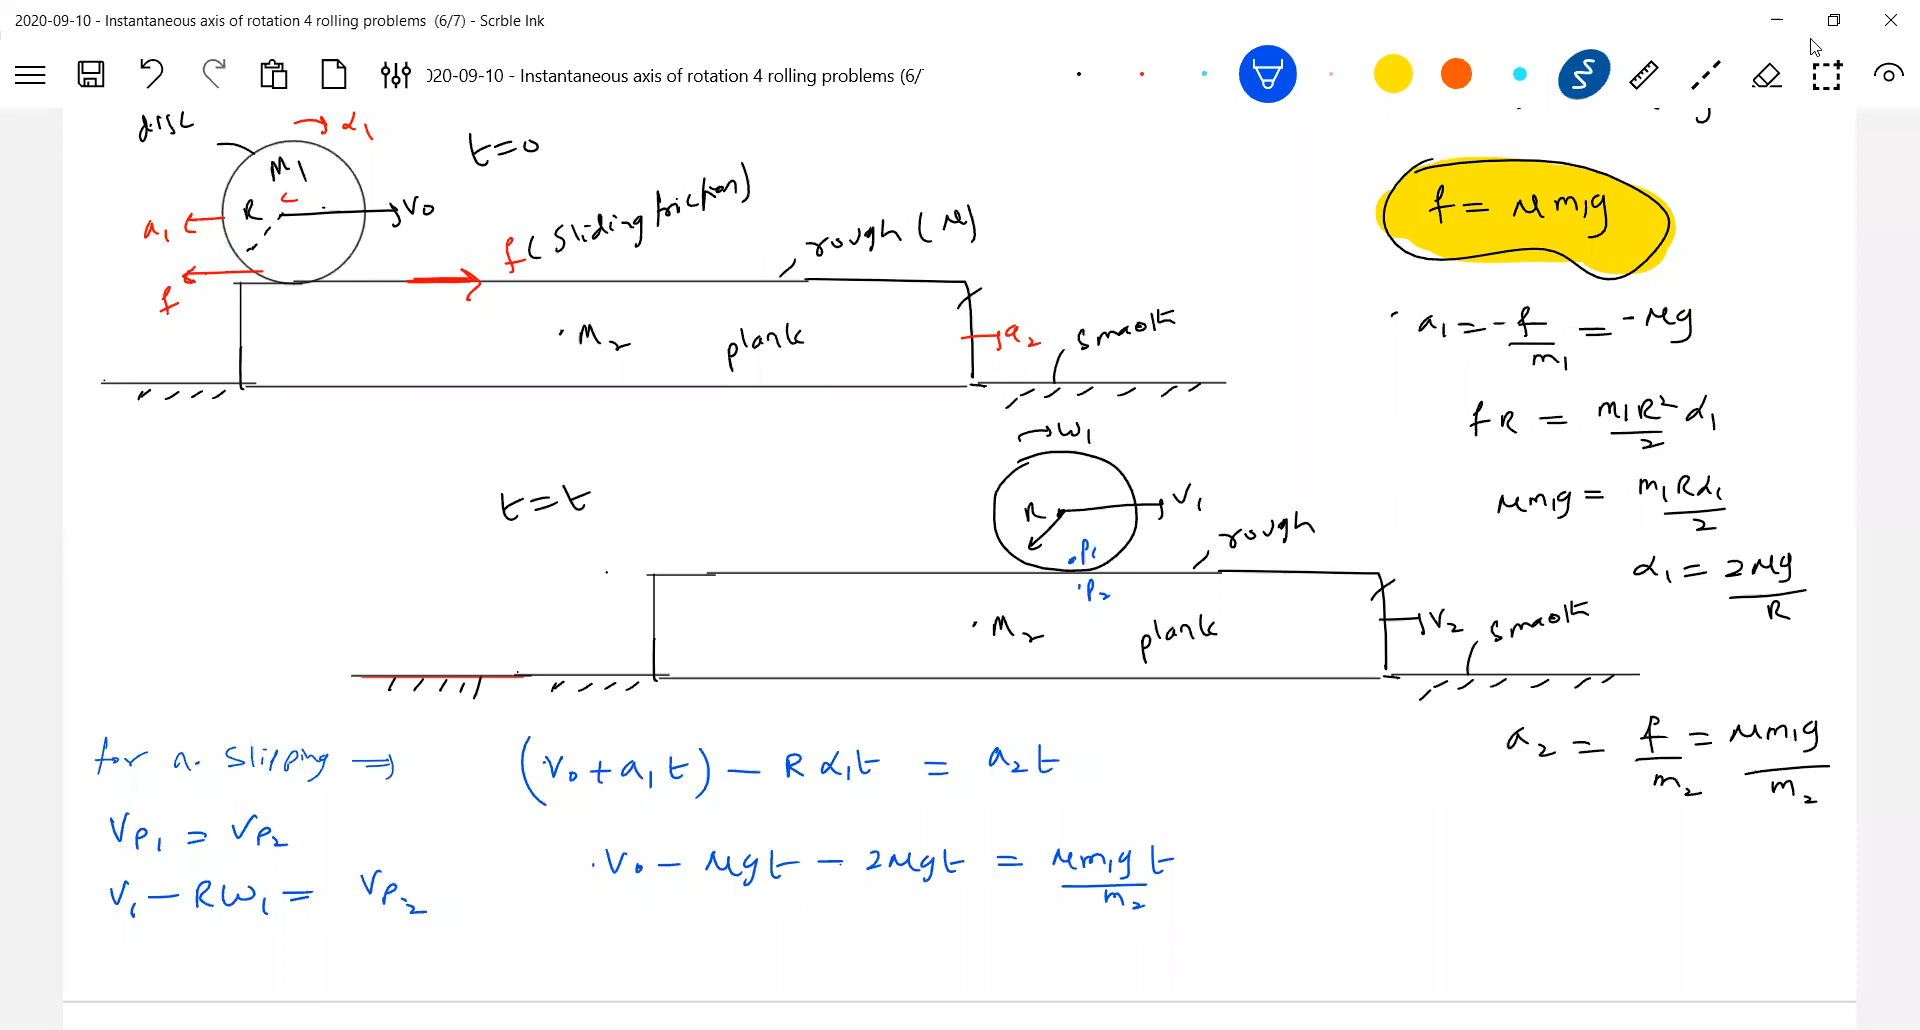 2020-09-10 - Instantaneous axis of rotation 4 rolling problems (6/7) - Scrble Ink
020-09-10 - Instantaneous axis of rotation 4 rolling problems (6/
disc
→ α₁
t=0
M₁
R
c
V₀
a₁
f
f (sliding friction)
rough (μ)
f = μm₁g
.M₂
plank
a₂
smooth
a₁ = -f/m₁ = -μg
fR = m₁R²/2 α₁
→ω₁
t=t
R
V₁
rough
.P₁
.P₂
μm₁g = m₁Rα₁/2
α₁ = 2μg/R
.M₂
plank
V₂
smooth
a₂ = f/m₂ = μm₁g/m₂
for n. slipping ⇒
(V₀ + a₁t) - Rα₁t = a₂t
VP₁ = VP₂
V₀ - μgt - 2μgt = μm₁g/m₂ t
V₁ - Rω₁ = VP₂